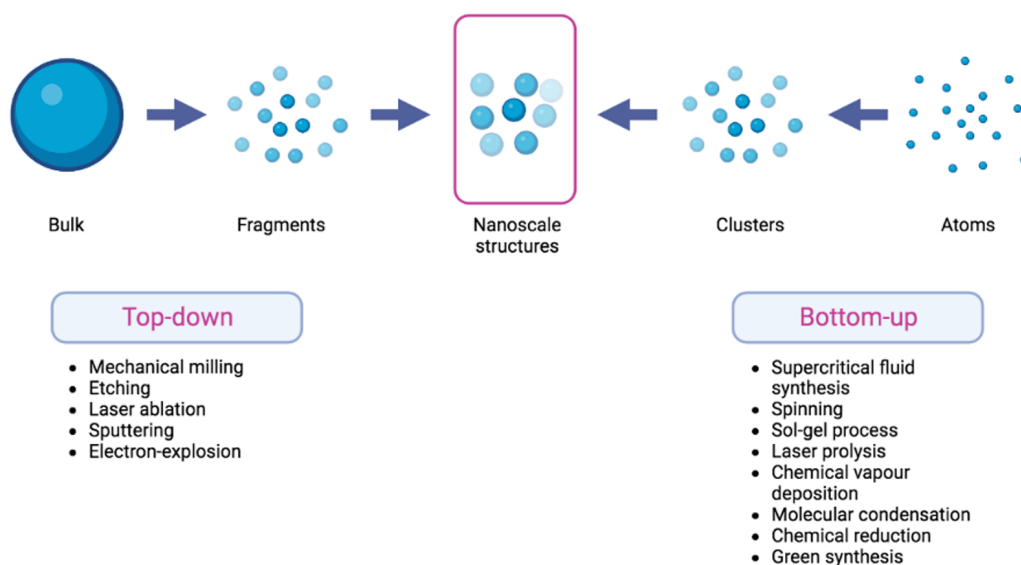 Bulk
Fragments
Nanoscale
structures
Clusters
Atoms
Top-down
• Mechanical milling
• Etching
• Laser ablation
• Sputtering
• Electron-explosion
Bottom-up
• Supercritical fluid
synthesis
• Spinning
• Sol-gel process
• Laser prolysis
• Chemical vapour
deposition
• Molecular condensation
• Chemical reduction
• Green synthesis